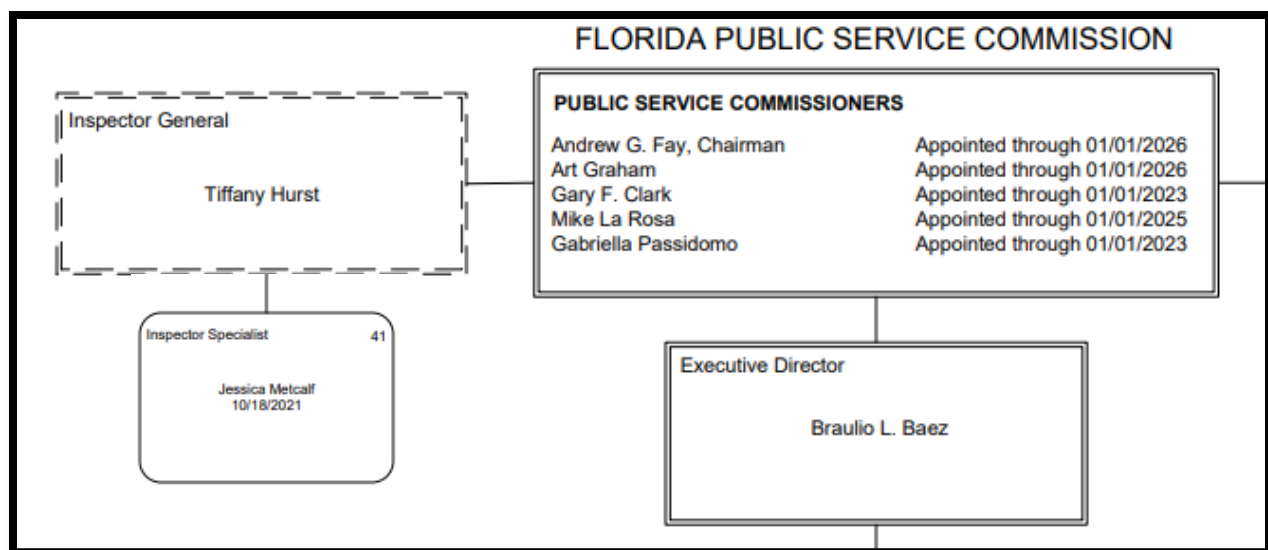 FLORIDA PUBLIC SERVICE COMMISSION
Inspector General
Tiffany Hurst
PUBLIC SERVICE COMMISSIONERS
Andrew G. Fay, Chairman Appointed through 01/01/2026
Art Graham Appointed through 01/01/2026
Gary F. Clark Appointed through 01/01/2023
Mike La Rosa Appointed through 01/01/2025
Gabriella Passidomo Appointed through 01/01/2023
Inspector Specialist 41
Jessica Metcalf
10/18/2021
Executive Director
Braulio L. Baez